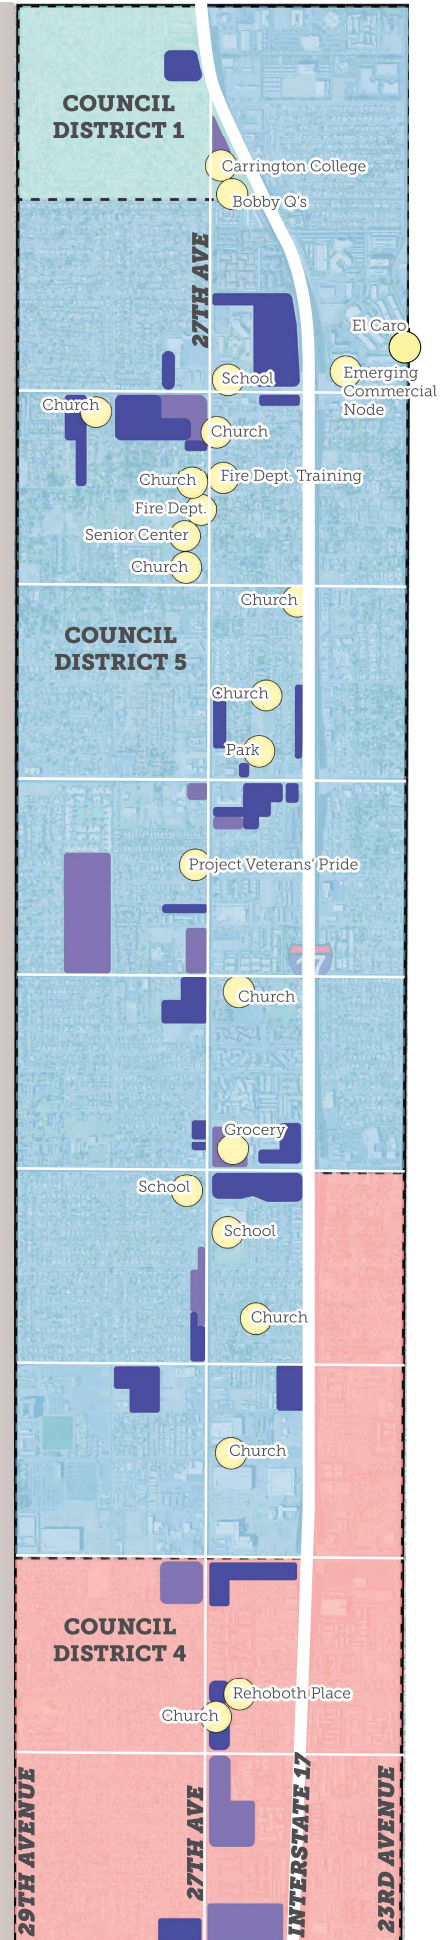 COUNCIL
DISTRICT 1
Carrington College
Bobby Q's
27TH AVE
El Caro
School
Emerging
Commercial
Node
Church
Church
Church
Fire Dept. Training
Fire Dept.
Senior Center
Church
Church
COUNCIL
DISTRICT 5
Church
Park
Project Veterans' Pride
17
Church
Grocery
School
School
Church
Church
COUNCIL
DISTRICT 4
Rehoboth Place
Church
29TH AVENUE
27TH AVE
INTERSTATE 17
23RD AVENUE